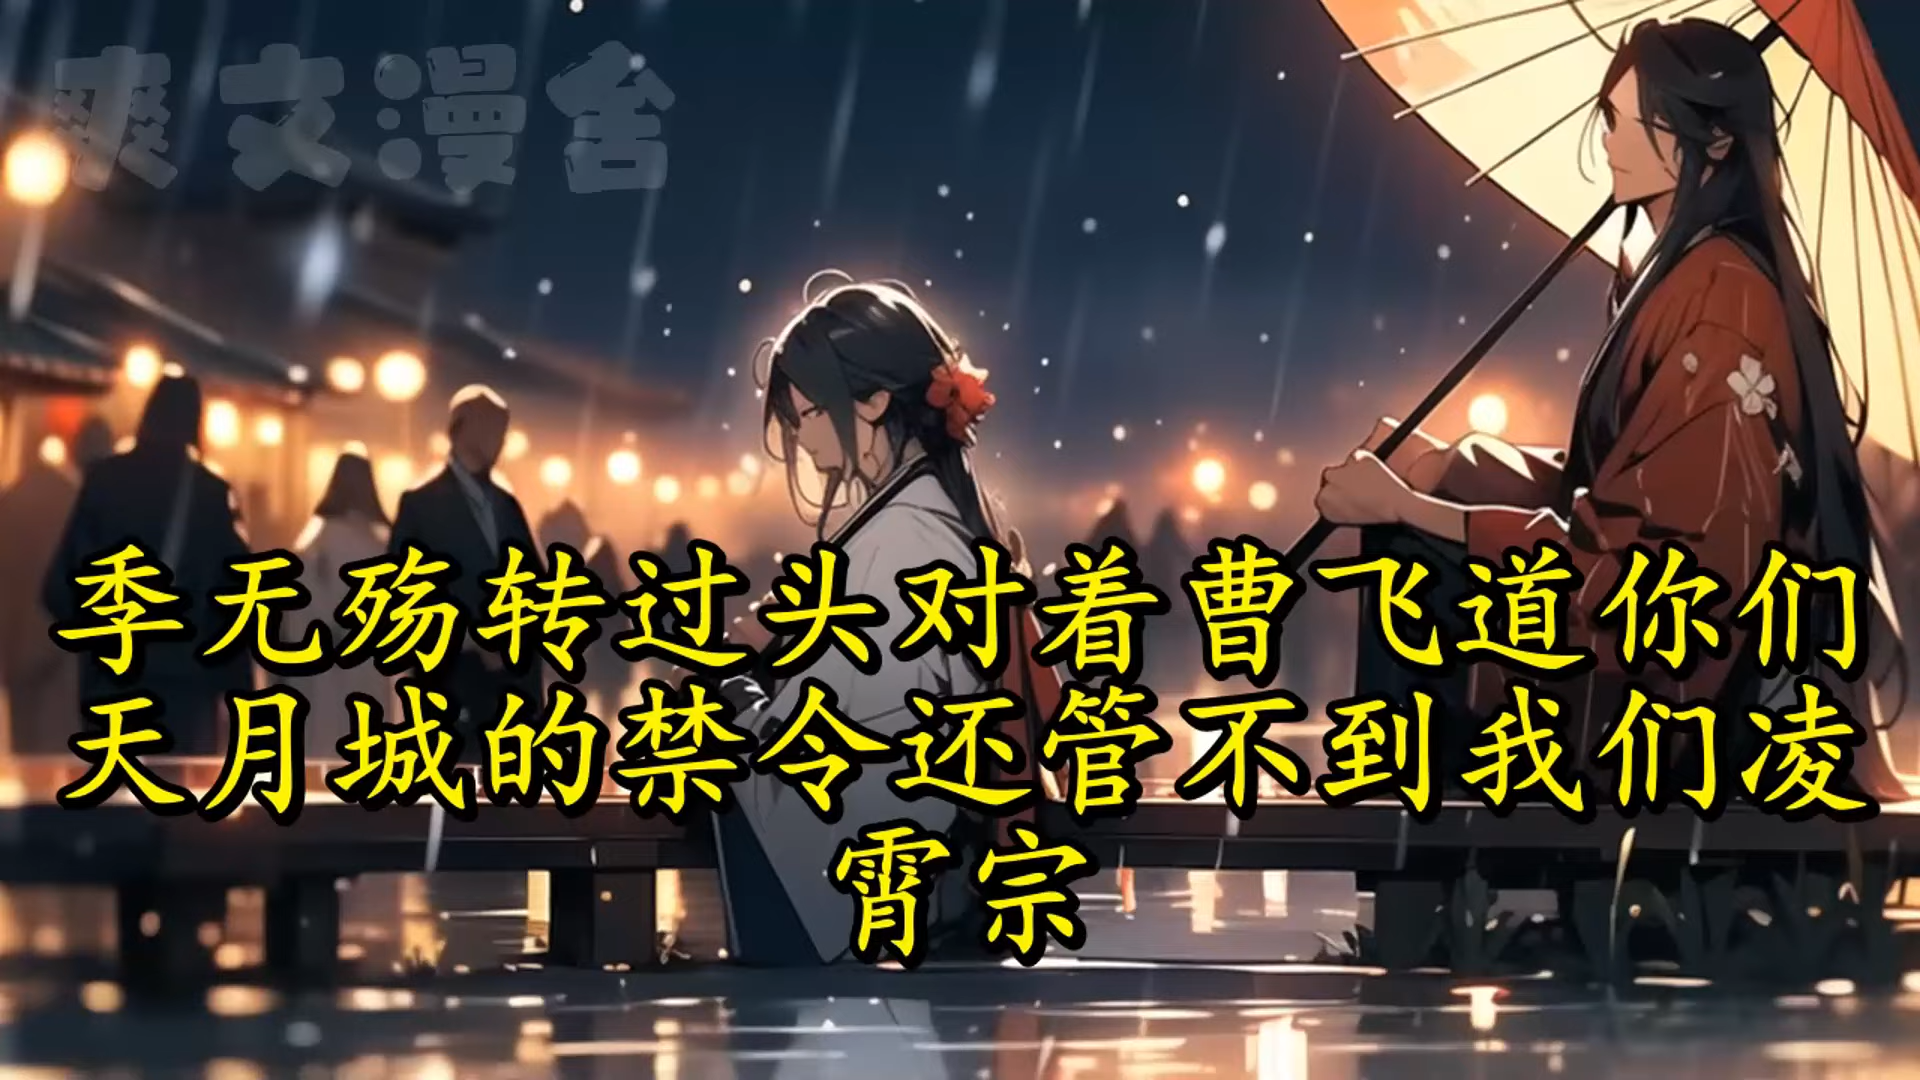 爽文漫舍
季无殇转过头对着曹飞道你们
天月城的禁令还管不到我们凌
霄宗